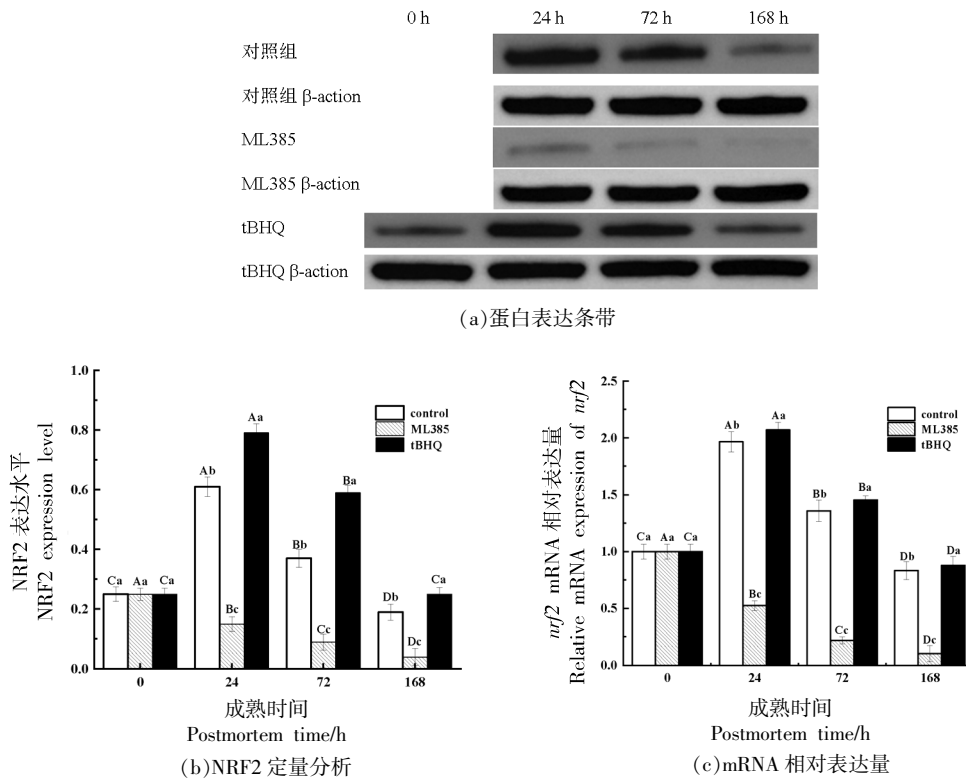 0 h 24 h 72 h 168 h
对照组
对照组 β-action
ML385
ML385 β-action
tBHQ
tBHQ β-action
(a)蛋白表达条带
NRF2 表达水平
NRF2 expression level
1.0
0.8
0.6
0.4
0.2
0.0
control
ML385
tBHQ
Ca Aa Ca
Ab Bc Aa
Bb Cc Ba
Db Dc Ca
0 24 72 168
成熟时间
Postmortem time/h
(b)NRF2 定量分析
nrf2 mRNA 相对表达量
Relative mRNA expression of nrf2
2.5
2.0
1.5
1.0
0.5
0.0
control
ML385
tBHQ
Ca Aa Ca
Ab Bc Aa
Bb Cc Ba
Db Dc Da
0 24 72 168
成熟时间
Postmortem time/h
(c)mRNA 相对表达量